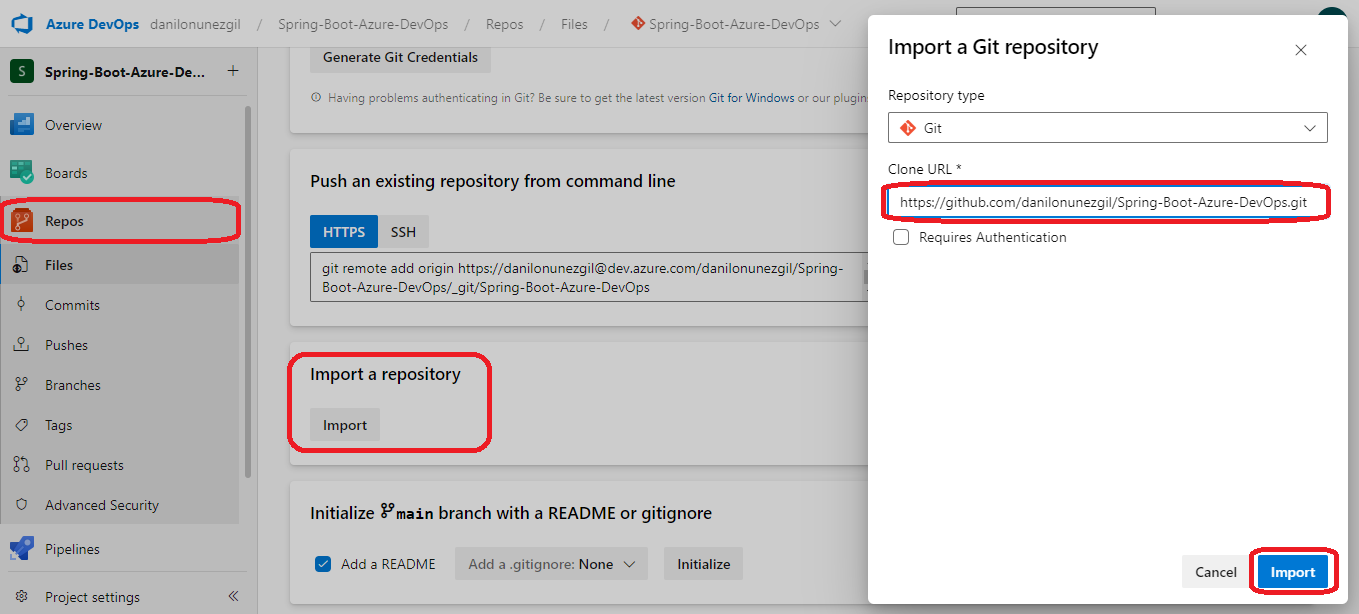 Azure DevOps danilonunezgil / Spring-Boot-Azure-DevOps / Repos / Files / Spring-Boot-Azure-DevOps
S Spring-Boot-Azure-De... +
Overview
Boards
Repos
Files
Commits
Pushes
Branches
Tags
Pull requests
Advanced Security
Pipelines
Project settings
Generate Git Credentials
Having problems authenticating in Git? Be sure to get the latest version Git for Windows or our plugin
Push an existing repository from command line
HTTPS SSH
git remote add origin https://danilonunezgil@dev.azure.com/danilonunezgil/Spring-
Boot-Azure-DevOps/_git/Spring-Boot-Azure-DevOps
Import a repository
Import
Initialize main branch with a README or gitignore
Add a README Add a .gitignore: None Initialize
Import a Git repository
Repository type
Git
Clone URL *
https://github.com/danilonunezgil/Spring-Boot-Azure-DevOps.git
Requires Authentication
Cancel Import